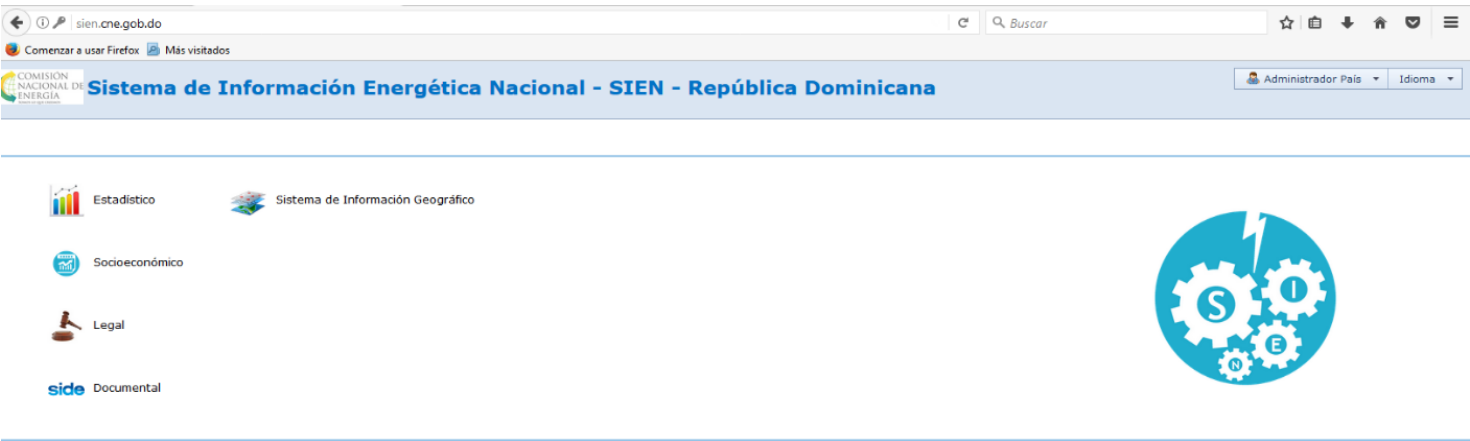 sien.cne.gob.do
Buscar
Comenzar a usar Firefox Más visitados
COMISIÓN
NACIONAL DE
ENERGÍA
Sistema de Información Energética Nacional - SIEN - República Dominicana
Administrador País Idioma
Estadístico Sistema de Información Geográfico
Socioeconómico
Legal
side Documental
S I
E
N